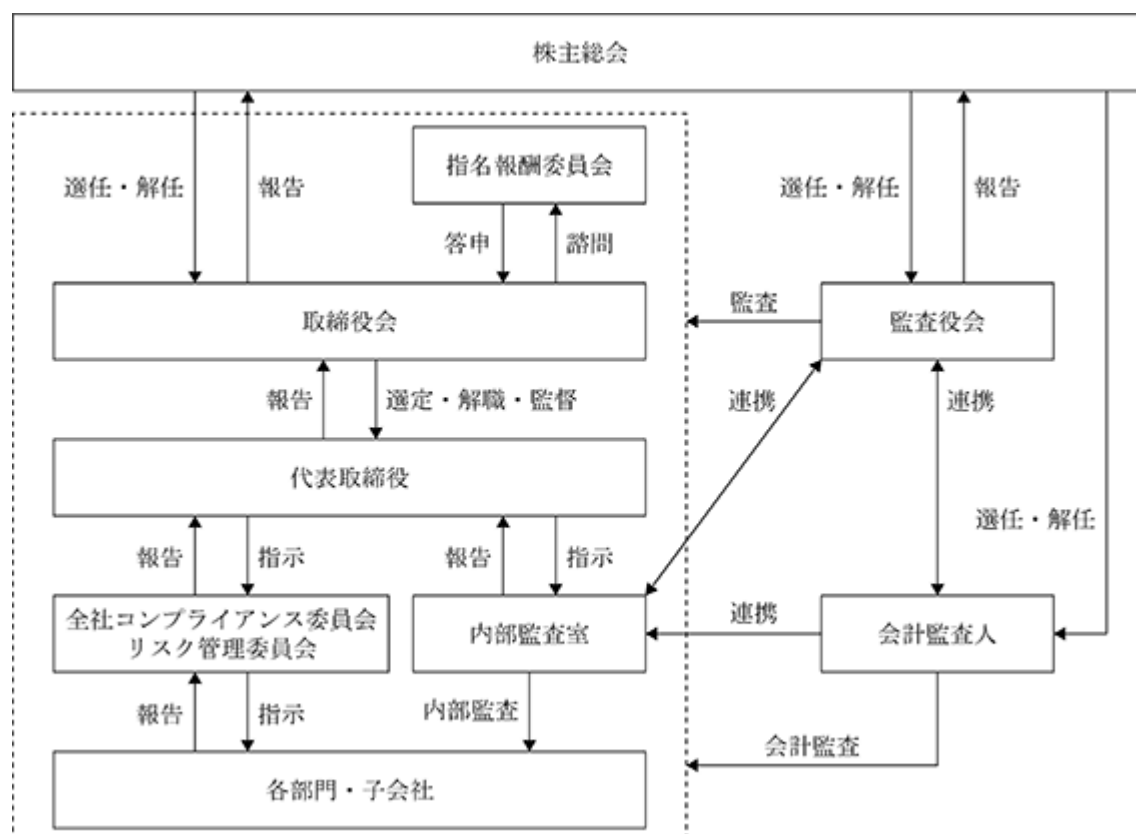 株主総会
指名報酬委員会
選任・解任
報告
選任・解任
報告
答申
諮問
監査
取締役会
監査役会
報告
選定・解職・監督
連携
連携
代表取締役
選任・解任
報告
指示
報告
指示
全社コンプライアンス委員会
リスク管理委員会
内部監査室
連携
会計監査人
報告
指示
内部監査
会計監査
各部門・子会社